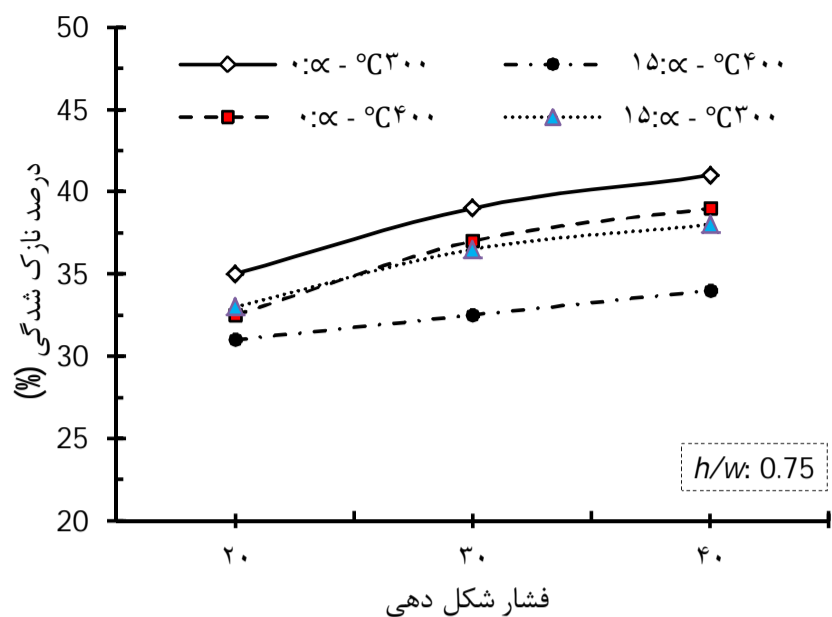 50
۰:∝ - °C۳۰۰
۱۵:∝ - °C۴۰۰
45
۰:∝ - °C۴۰۰
۱۵:∝ - °C۳۰۰
40
35
30
25
20
درصد نازک شدگی (%)
h/w: 0.75
۲۰ ۳۰ ۴۰
فشار شکل دهی